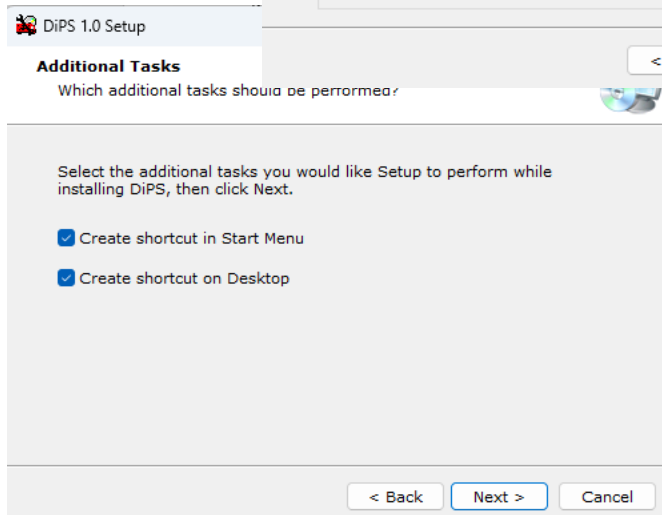 DiPS 1.0 Setup
<
Additional Tasks
Which additional tasks should be performed?
Select the additional tasks you would like Setup to perform while
installing DiPS, then click Next.
Create shortcut in Start Menu
Create shortcut on Desktop
< Back Next > Cancel